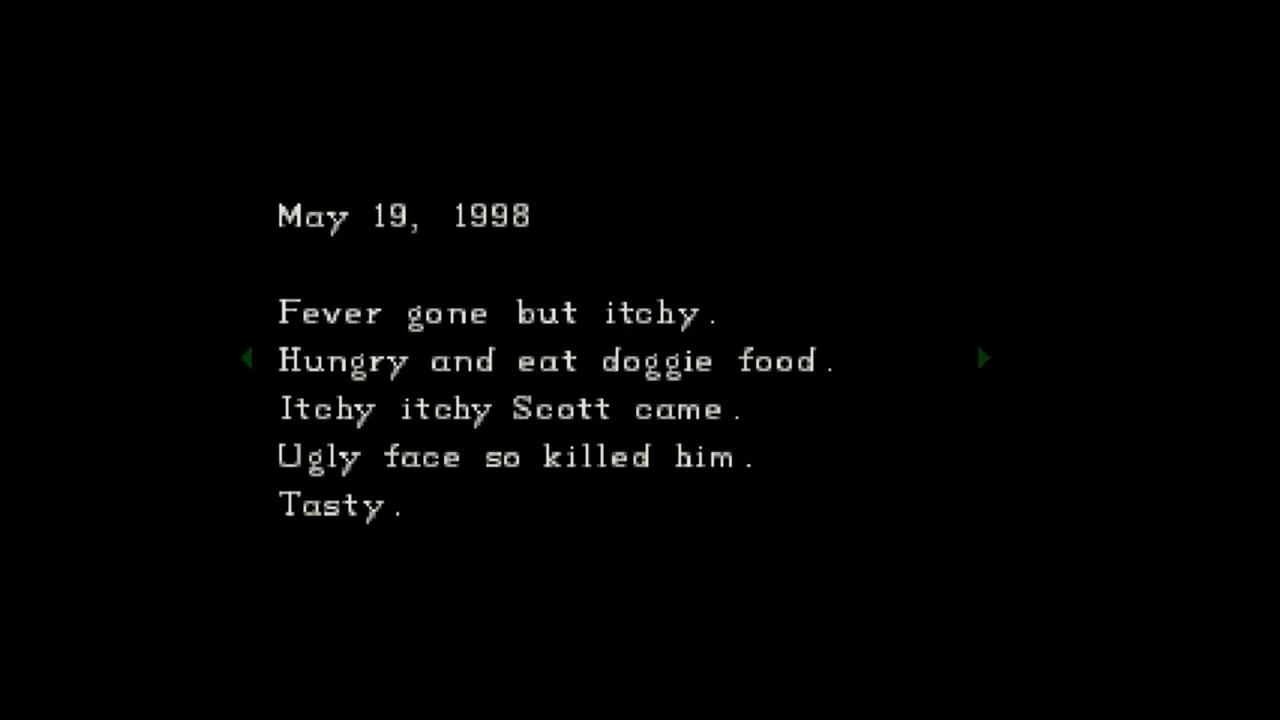 May 19, 1998
Fever gone but itchy.
Hungry and eat doggie food.
Itchy itchy Scott came.
Ugly face so killed him.
Tasty.